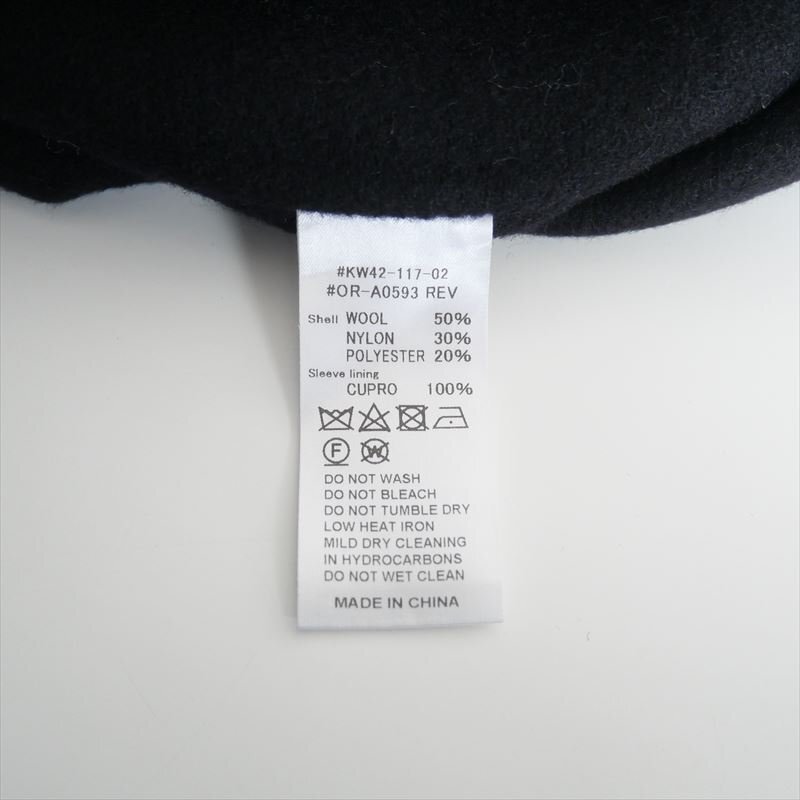 #KW42-117-02
#OR-A0593 REV
Shell WOOL 50%
NYLON 30%
POLYESTER 20%
Sleeve lining
CUPRO 100%
F W
DO NOT WASH
DO NOT BLEACH
DO NOT TUMBLE DRY
LOW HEAT IRON
MILD DRY CLEANING
IN HYDROCARBONS
DO NOT WET CLEAN
MADE IN CHINA